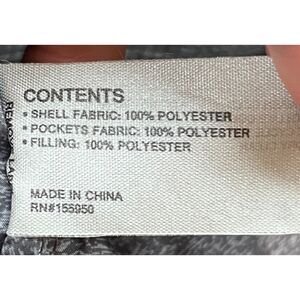 CONTENTS
• SHELL FABRIC: 100% POLYESTER
• POCKETS FABRIC: 100% POLYESTER
• FILLING: 100% POLYESTER
MADE IN CHINA
RN#155950